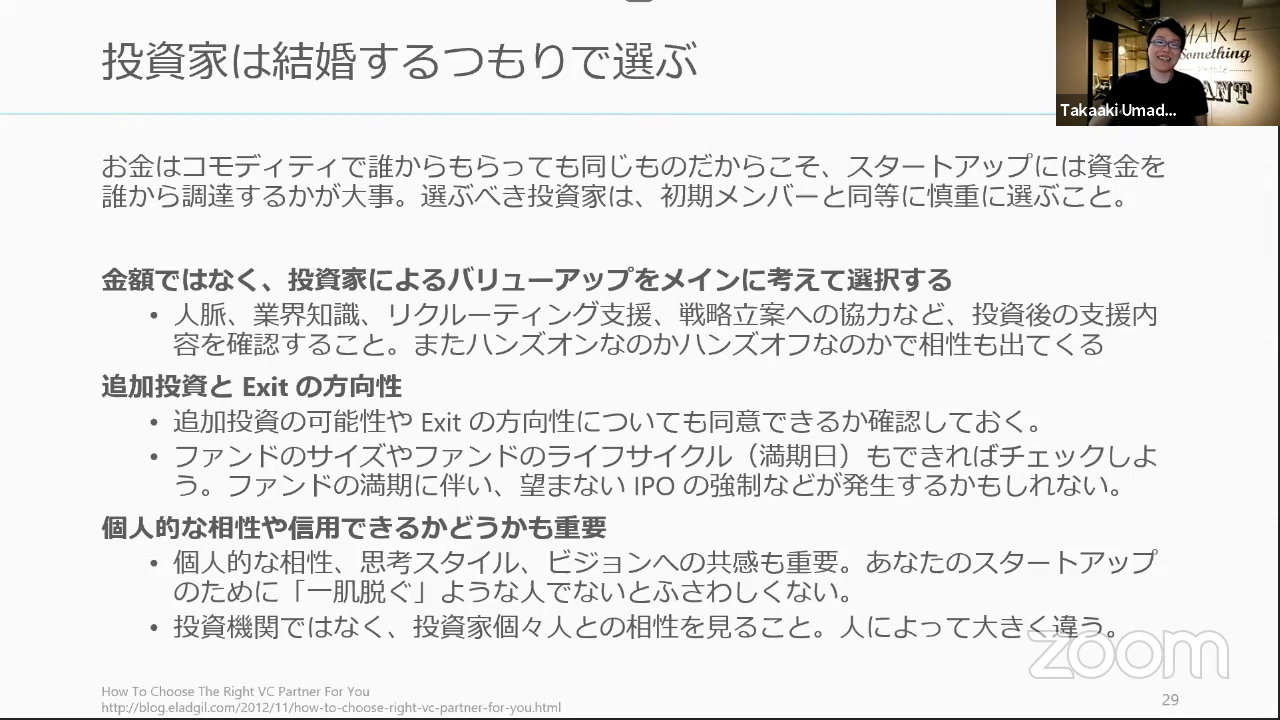 投資家は結婚するつもりで選ぶ
MAKE
Something
People
WANT
Takaaki Umad...
お金はコモディティで誰からもらっても同じものだからこそ、スタートアップには資金を
誰から調達するかが大事。選ぶべき投資家は、初期メンバーと同等に慎重に選ぶこと。
金額ではなく、投資家によるバリューアップをメインに考えて選択する
• 人脈、業界知識、リクルーティング支援、戦略立案への協力など、投資後の支援内
容を確認すること。またハンズオンなのかハンズオフなのかで相性も出てくる
追加投資と Exit の方向性
• 追加投資の可能性や Exit の方向性についても同意できるか確認しておく。
• ファンドのサイズやファンドのライフサイクル（満期日）もできればチェックしよ
う。ファンドの満期に伴い、望まない IPO の強制などが発生するかもしれない。
個人的な相性や信用できるかどうかも重要
• 個人的な相性、思考スタイル、ビジョンへの共感も重要。あなたのスタートアップ
のために「一肌脱ぐ」ような人でないとふさわしくない。
• 投資機関ではなく、投資家個々人との相性を見ること。人によって大きく違う。
zoom
How To Choose The Right VC Partner For You
http://blog.eladgil.com/2012/11/how-to-choose-right-vc-partner-for-you.html
29